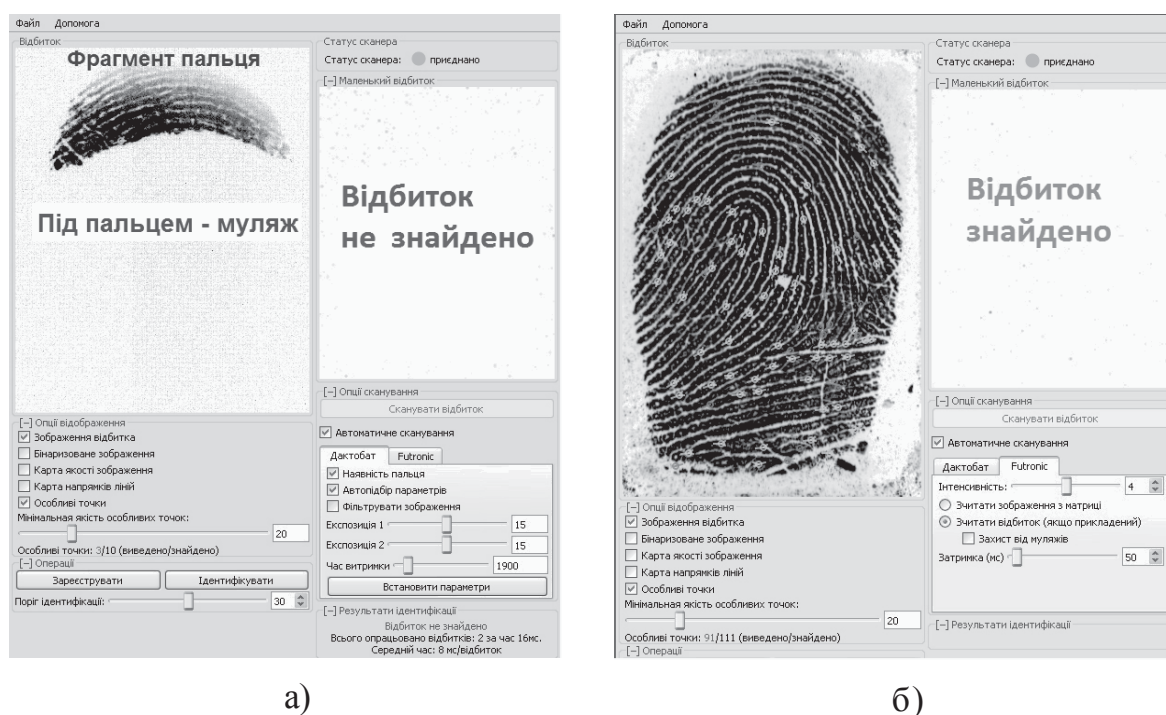 Файл Допомога
Відбиток
Фрагмент пальця
Під пальцем - муляж
Статус сканера
Статус сканера: приєднано
[−] Маленький відбиток
Відбиток
не знайдено
[−] Опції сканування
Сканувати відбиток
Автоматичне сканування
Дактобат Futronic
Наявність пальця
Автопідбір параметрів
Фільтрувати зображення
Експозиція 1 15
Експозиція 2 15
Час витримки 1900
Встановити параметри
[−] Результати ідентифікації
Відбиток не знайдено
Всього опрацьовано відбитків: 2 за час 16мс.
Середній час: 8 мс/відбиток
[−] Опції відображення
Зображення відбитка
Бінаризоване зображення
Карта якості зображення
Карта напрямків ліній
Особливі точки
Мінімальная якість особливих точок:
20
Особливі точки: 3/10 (виведено/знайдено)
[−] Операції
Зареєструвати Ідентифікувати
Поріг ідентифікації: 30
а)
Файл Допомога
Відбиток
Статус сканера
Статус сканера: приєднано
[−] Маленький відбиток
Відбиток
знайдено
[−] Опції сканування
Сканувати відбиток
Автоматичне сканування
Дактобат Futronic
Інтенсивність: 4
Зчитати зображення з матриці
Зчитати відбиток (якщо прикладений)
Захист від муляжів
Затримка (мс) 50
[−] Результати ідентифікації
[−] Опції відображення
Зображення відбитка
Бінаризоване зображення
Карта якості зображення
Карта напрямків ліній
Особливі точки
Мінімальная якість особливих точок:
20
Особливі точки: 91/111 (виведено/знайдено)
[−] Операції
б)